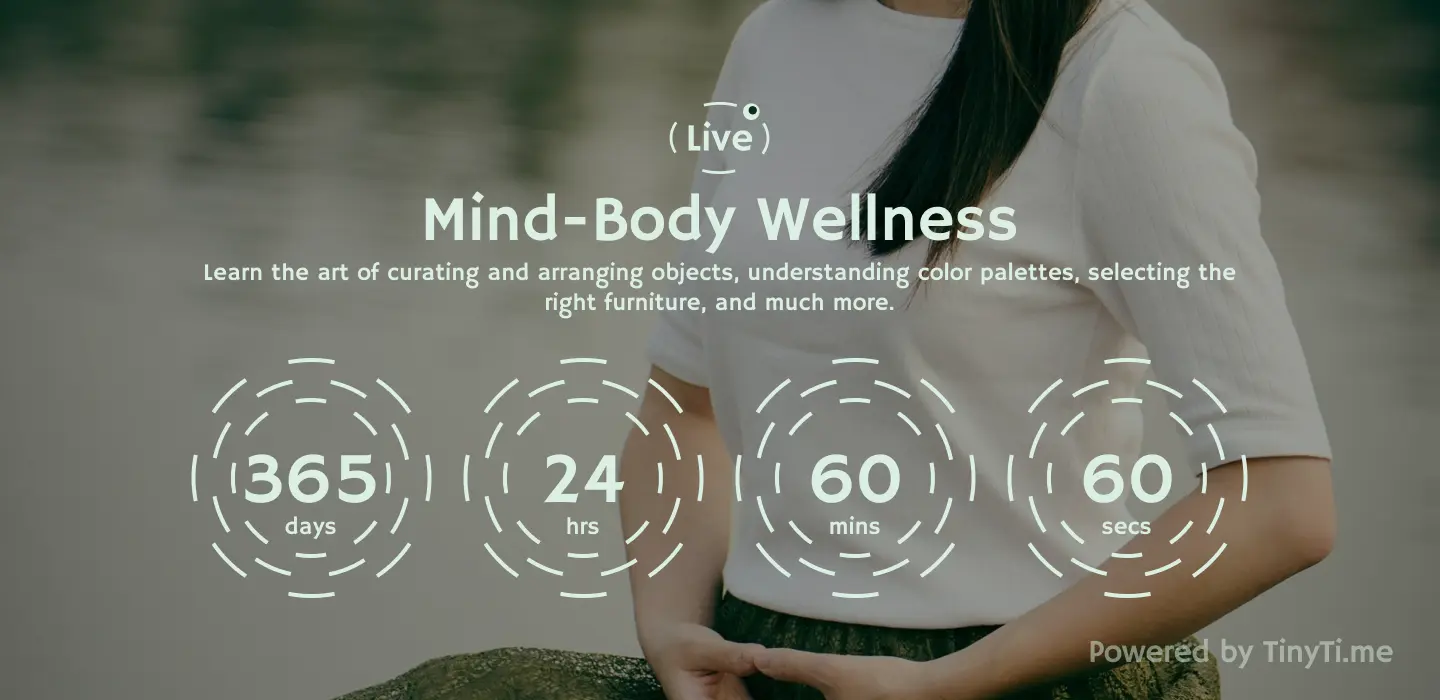 (Live)
Mind-Body Wellness
Learn the art of curating and arranging objects, understanding color palettes, selecting the
right furniture, and much more.
365 24 60 60
days hrs mins secs
Powered by TinyTi.me